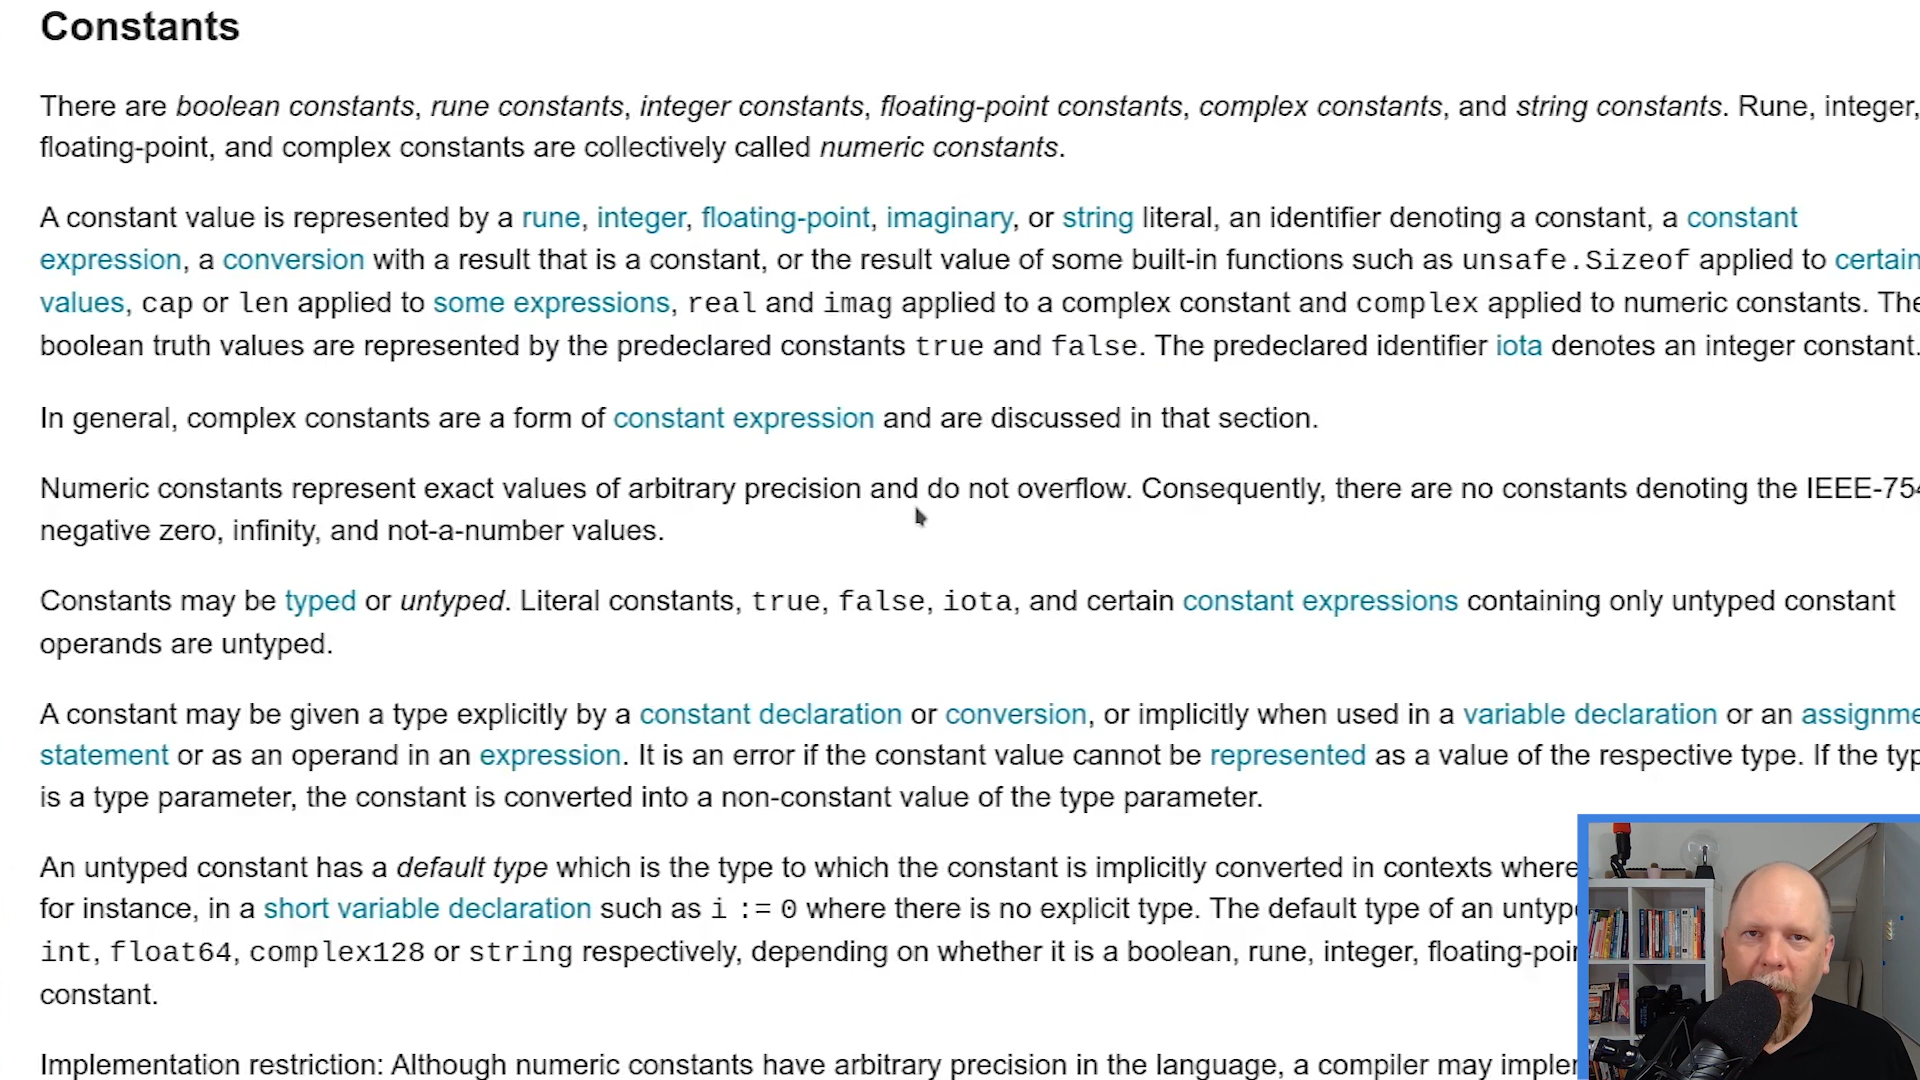 Constants
There are boolean constants, rune constants, integer constants, floating-point constants, complex constants, and string constants. Rune, integer,
floating-point, and complex constants are collectively called numeric constants.
A constant value is represented by a rune, integer, floating-point, imaginary, or string literal, an identifier denoting a constant, a constant
expression, a conversion with a result that is a constant, or the result value of some built-in functions such as unsafe.Sizeof applied to certain
values, cap or len applied to some expressions, real and imag applied to a complex constant and complex applied to numeric constants. The
boolean truth values are represented by the predeclared constants true and false. The predeclared identifier iota denotes an integer constant.
In general, complex constants are a form of constant expression and are discussed in that section.
Numeric constants represent exact values of arbitrary precision and do not overflow. Consequently, there are no constants denoting the IEEE-754
negative zero, infinity, and not-a-number values.
Constants may be typed or untyped. Literal constants, true, false, iota, and certain constant expressions containing only untyped constant
operands are untyped.
A constant may be given a type explicitly by a constant declaration or conversion, or implicitly when used in a variable declaration or an assignme
statement or as an operand in an expression. It is an error if the constant value cannot be represented as a value of the respective type. If the typ
is a type parameter, the constant is converted into a non-constant value of the type parameter.
An untyped constant has a default type which is the type to which the constant is implicitly converted in contexts where
for instance, in a short variable declaration such as i := 0 where there is no explicit type. The default type of an untyp
int, float64, complex128 or string respectively, depending on whether it is a boolean, rune, integer, floating-poin
constant.
Implementation restriction: Although numeric constants have arbitrary precision in the language, a compiler may implem